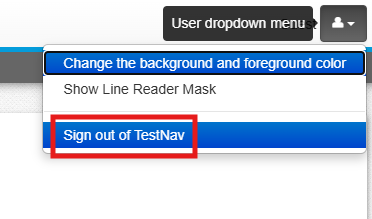 User dropdown menu
Change the background and foreground color
Show Line Reader Mask
Sign out of TestNav